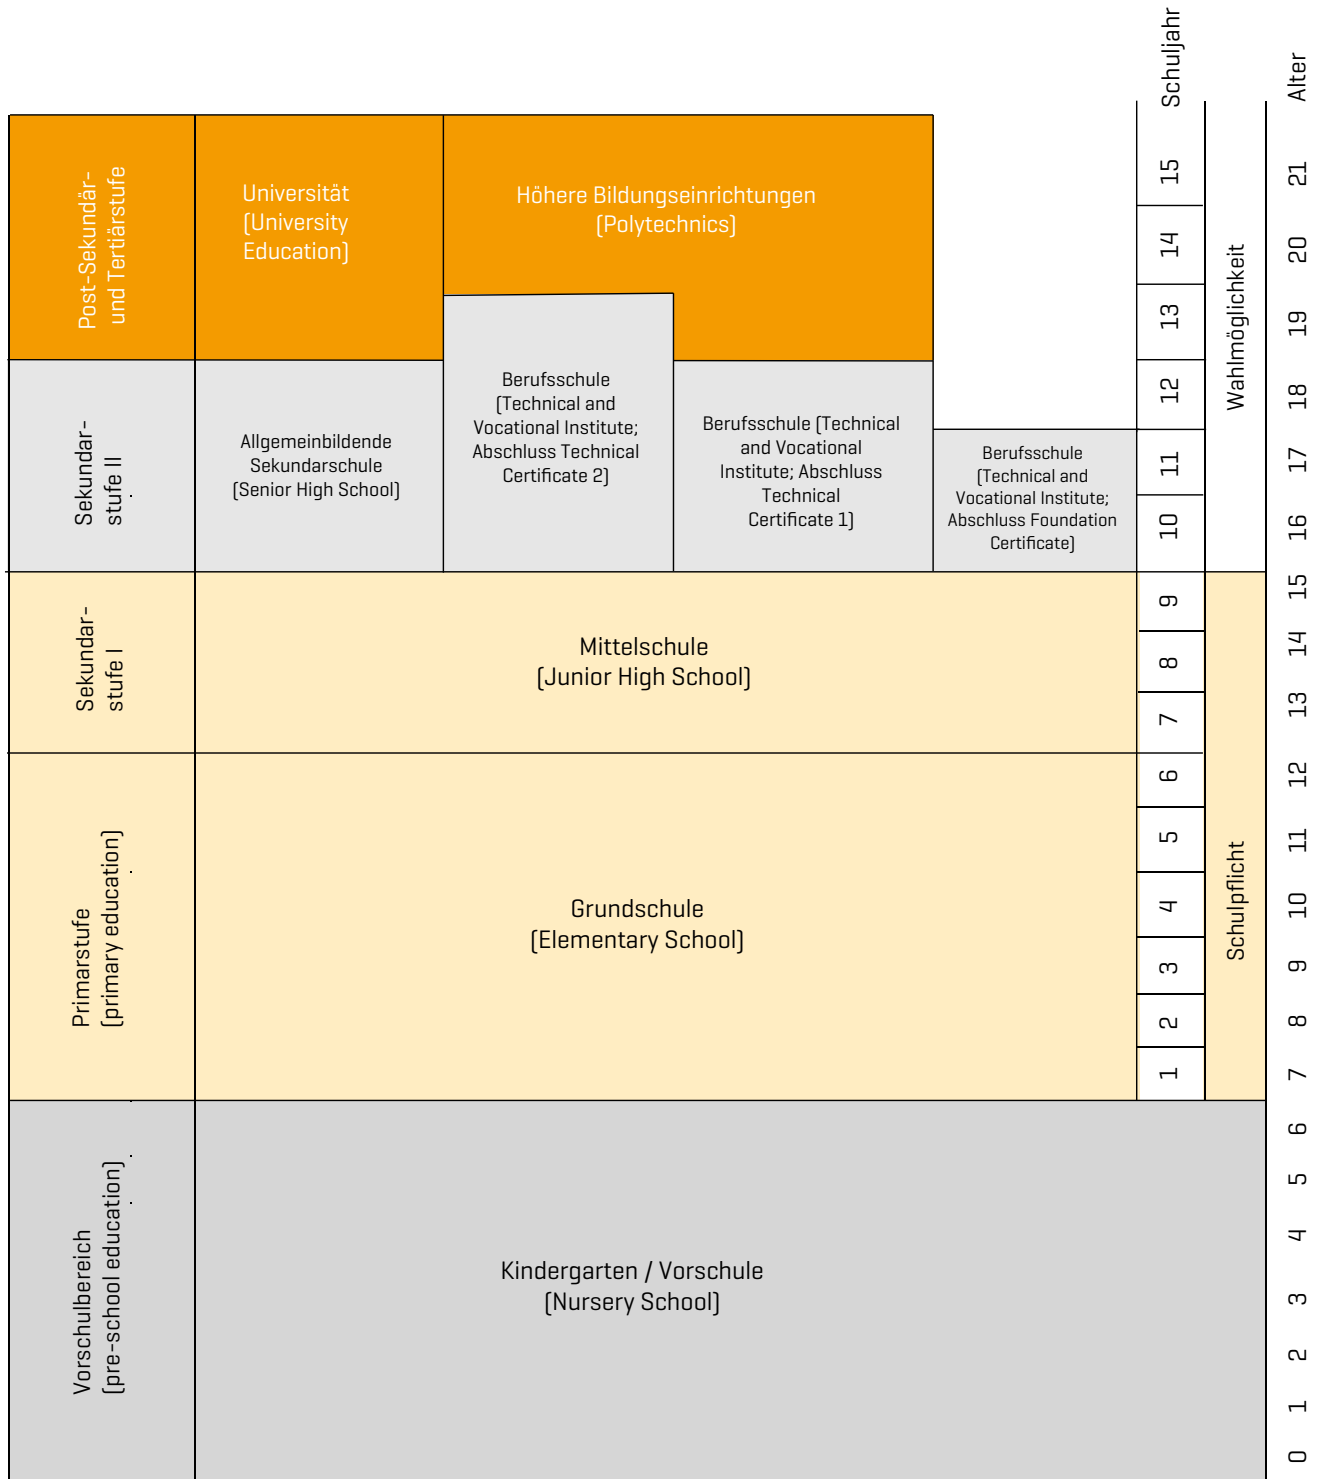 Schuljahr
Alter
Post-Sekundär-
und Tertiärstufe
Universität
(University
Education)
Höhere Bildungseinrichtungen
(Polytechnics)
15
14
13
21
20
19
Wahlmöglichkeit
Sekundar-
stufe II
Allgemeinbildende
Sekundarschule
(Senior High School)
Berufsschule
(Technical and
Vocational Institute;
Abschluss Technical
Certificate 2)
Berufsschule (Technical
and Vocational
Institute; Abschluss
Technical
Certificate 1)
Berufsschule
(Technical and
Vocational Institute;
Abschluss Foundation
Certificate)
12
11
10
18
17
16
Sekundar-
stufe I
Mittelschule
(Junior High School)
9
8
7
15
14
13
Primarstufe
(primary education)
Grundschule
(Elementary School)
6
5
4
3
2
1
Schulpflicht
12
11
10
9
8
7
Vorschulbereich
(pre-school education)
Kindergarten / Vorschule
(Nursery School)
6
5
4
3
2
1
0